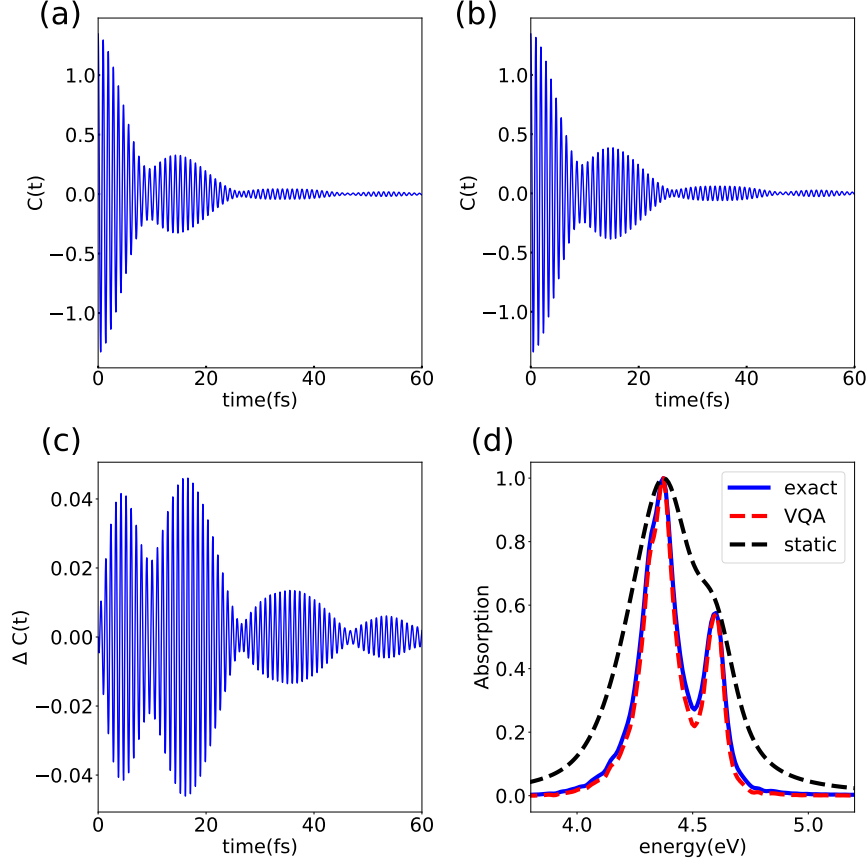 (a)
C(t)
1.0
0.5
0.0
−0.5
−1.0
0 20 40 60
time(fs)
(b)
C(t)
1.0
0.5
0.0
−0.5
−1.0
0 20 40 60
time(fs)
(c)
Δ C(t)
0.04
0.02
0.00
−0.02
−0.04
0 20 40 60
time(fs)
(d)
Absorption
1.0
0.8
0.6
0.4
0.2
0.0
exact
VQA
static
4.0 4.5 5.0
energy(eV)